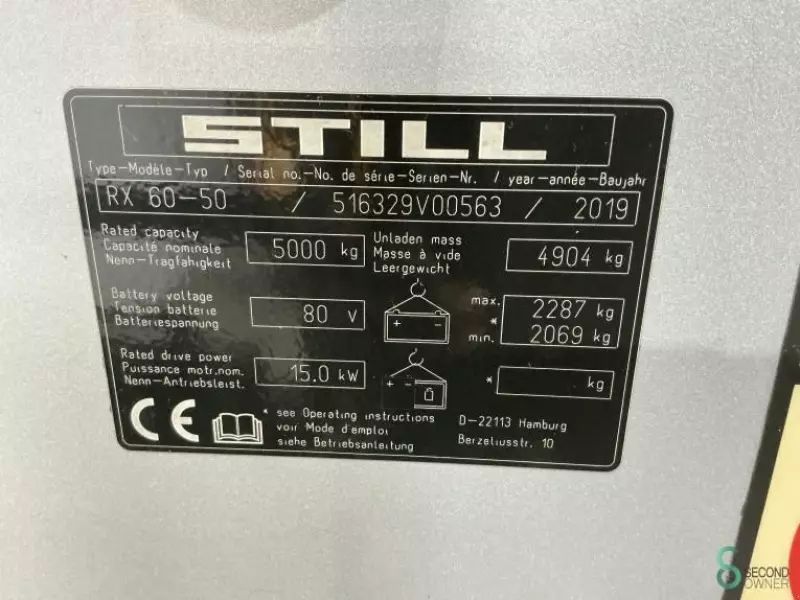 STILL
Type-Modèle-Typ / Serial no.-No. de série-Serien-Nr. / year-année-Baujahr
RX 60-50 / 516329V00563 / 2019
Rated capacity
Capacité nominale
Nenn-Tragfähigkeit
5000 kg
Unladen mass
Masse à vide
Leergewicht
4904 kg
Battery voltage
Tension batterie
Batteriespannung
80 V
+ -
max. 2287 kg
*
min. 2069 kg
Rated drive power
Puissance motr.nom.
Nenn-Antriebsleist.
15.0 kW
+ -
* kg
CE
* see Operating instructions
voir Mode d'emploi
siehe Betriebsanleitung
D-22113 Hamburg
Berzeliusstr. 10
SECOND
OWNER